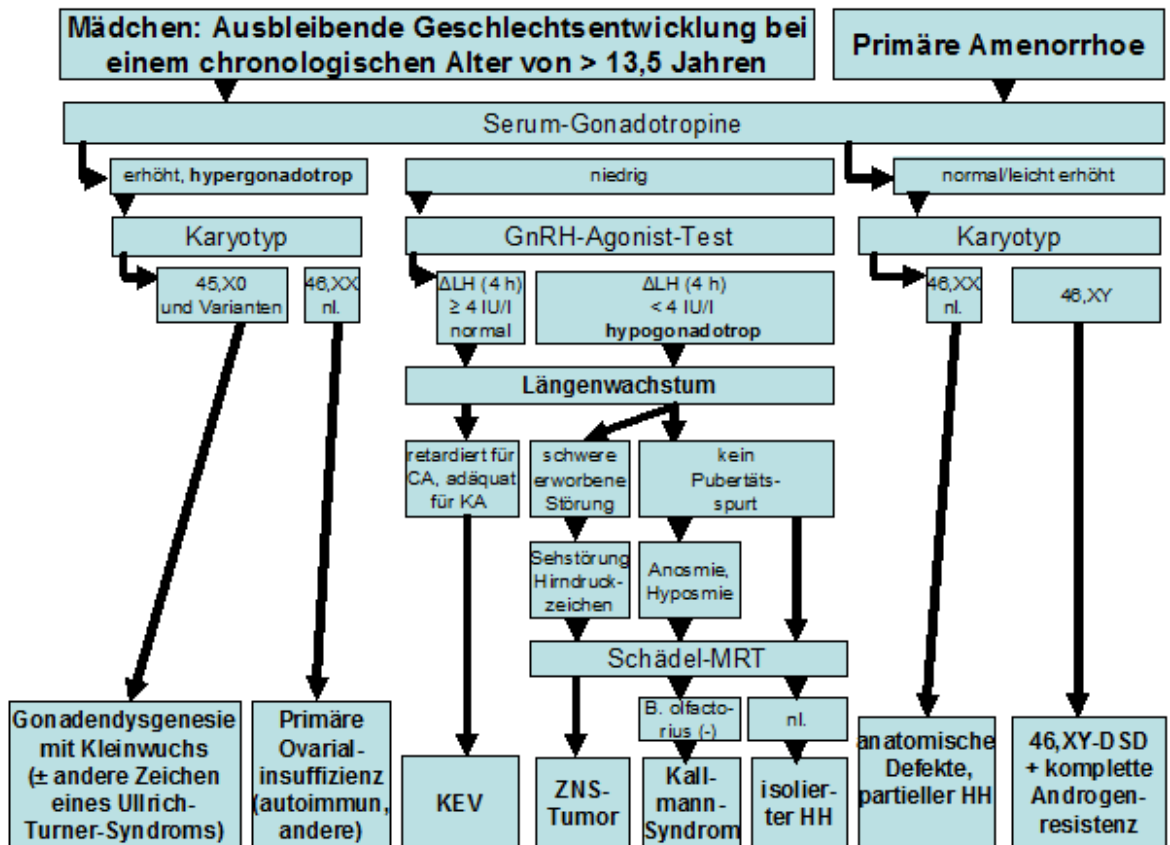 Mädchen: Ausbleibende Geschlechtsentwicklung bei
einem chronologischen Alter von > 13,5 Jahren
Primäre Amenorrhoe
Serum-Gonadotropine
erhöht, hypergonadotrop
niedrig
normal/leicht erhöht
Karyotyp
GnRH-Agonist-Test
Karyotyp
45,X0
und Varianten
46,XX
nl.
ΔLH (4 h)
≥ 4 IU/l
normal
ΔLH (4 h)
< 4 IU/l
hypogonadotrop
46,XX
nl.
46,XY
Längenwachstum
retardiert für
CA, adäquat
für KA
schwere
erworbene
Störung
kein
Pubertäts-
spurt
Sehstörung
Hirndruck-
zeichen
Anosmie,
Hyposmie
Schädel-MRT
B. olfacto-
rius (-)
nl.
Gonadendysgenesie
mit Kleinwuchs
(± andere Zeichen
eines Ullrich-
Turner-Syndroms)
Primäre
Ovarial-
insuffizienz
(autoimmun,
andere)
KEV
ZNS-
Tumor
Kall-
mann-
Syndrom
isolier-
ter HH
anatomische
Defekte,
partieller HH
46,XY-DSD
+ komplette
Androgen-
resistenz